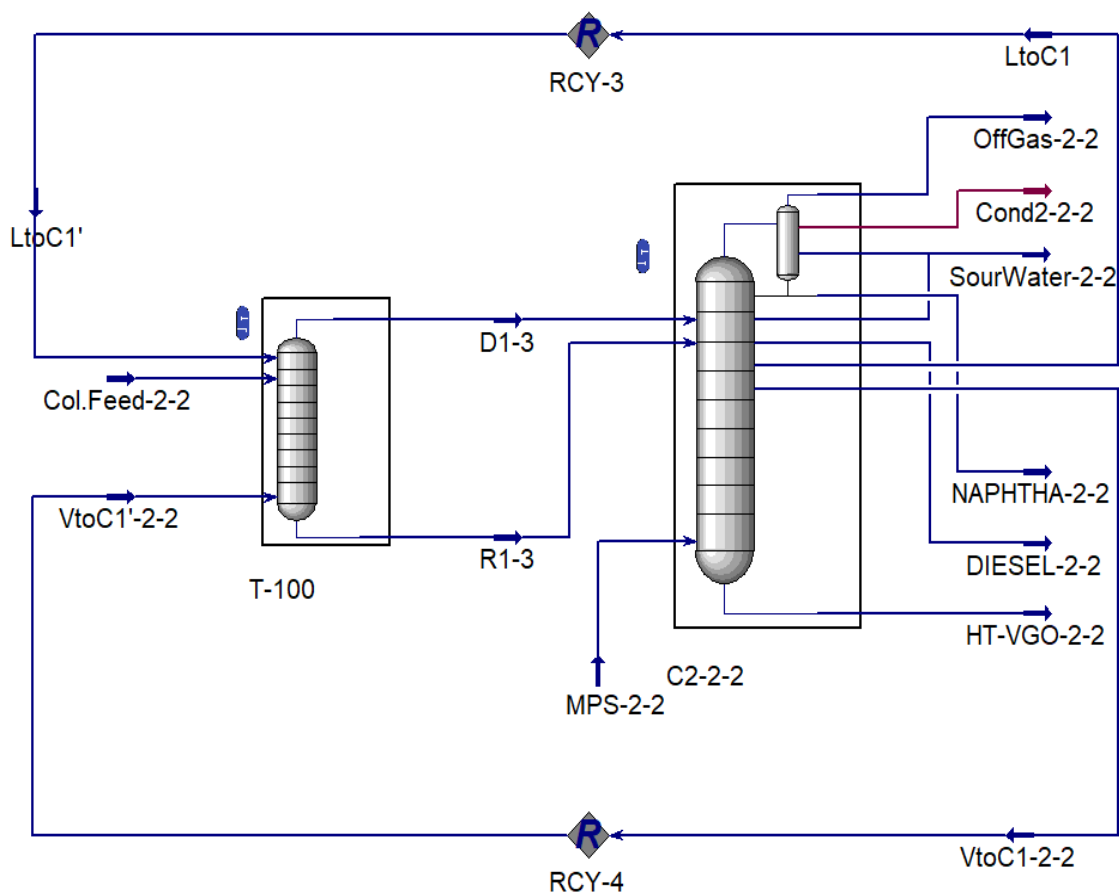 R
RCY-3
LtoC1
OffGas-2-2
Cond2-2-2
SourWater-2-2
LtoC1'
D1-3
Col.Feed-2-2
VtoC1'-2-2
R1-3
T-100
NAPHTHA-2-2
DIESEL-2-2
HT-VGO-2-2
C2-2-2
MPS-2-2
R
RCY-4
VtoC1-2-2